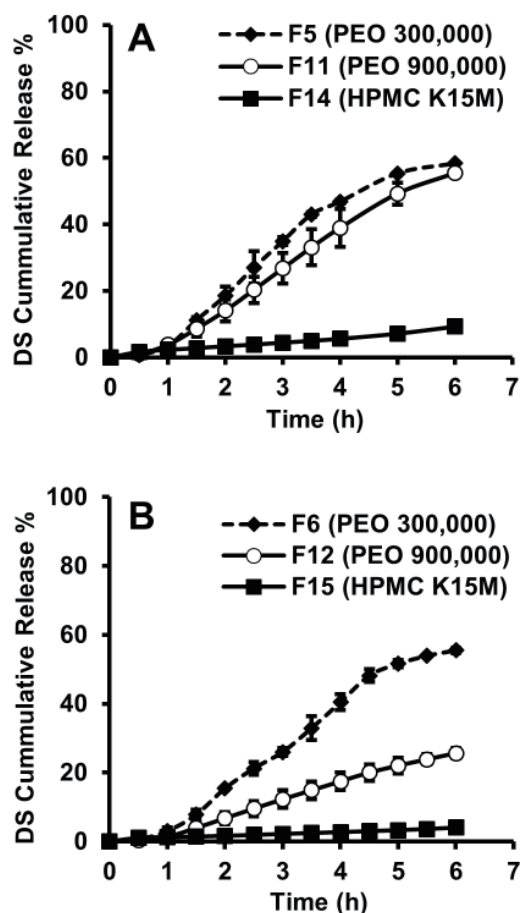 A
F5 (PEO 300,000)
F11 (PEO 900,000)
F14 (HPMC K15M)
DS Cummulative Release %
100
80
60
40
20
0
0 1 2 3 4 5 6 7
Time (h)
B
F6 (PEO 300,000)
F12 (PEO 900,000)
F15 (HPMC K15M)
DS Cummulative Release %
100
80
60
40
20
0
0 1 2 3 4 5 6 7
Time (h)